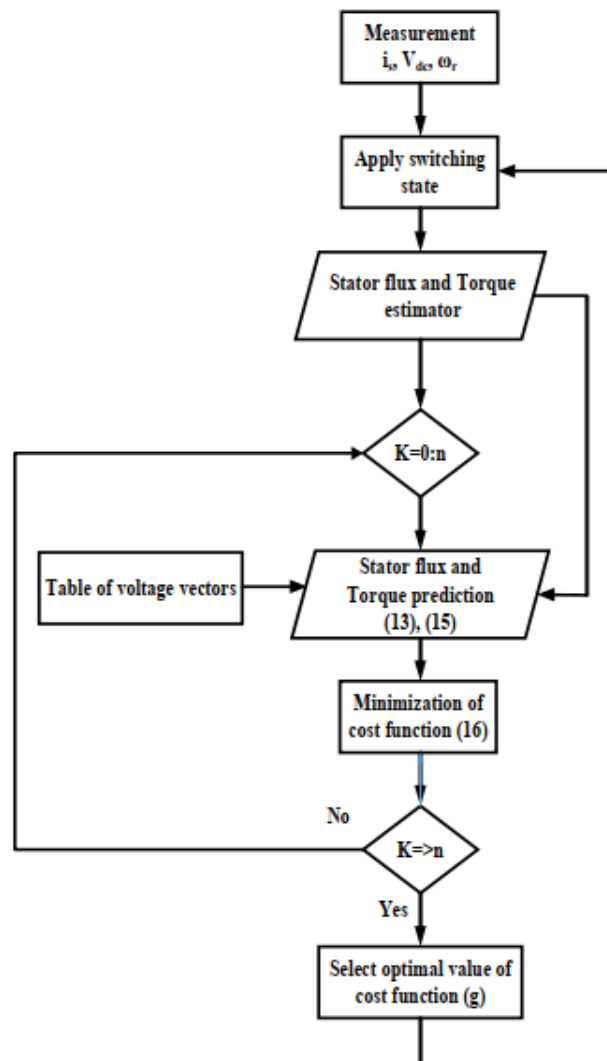 Measurement
iₛ, V_dc, ωᵣ
Apply switching
state
Stator flux and Torque
estimator
K=0:n
Table of voltage vectors
Stator flux and
Torque prediction
(13), (15)
Minimization of
cost function (16)
No
K=>n
Yes
Select optimal value of
cost function (g)